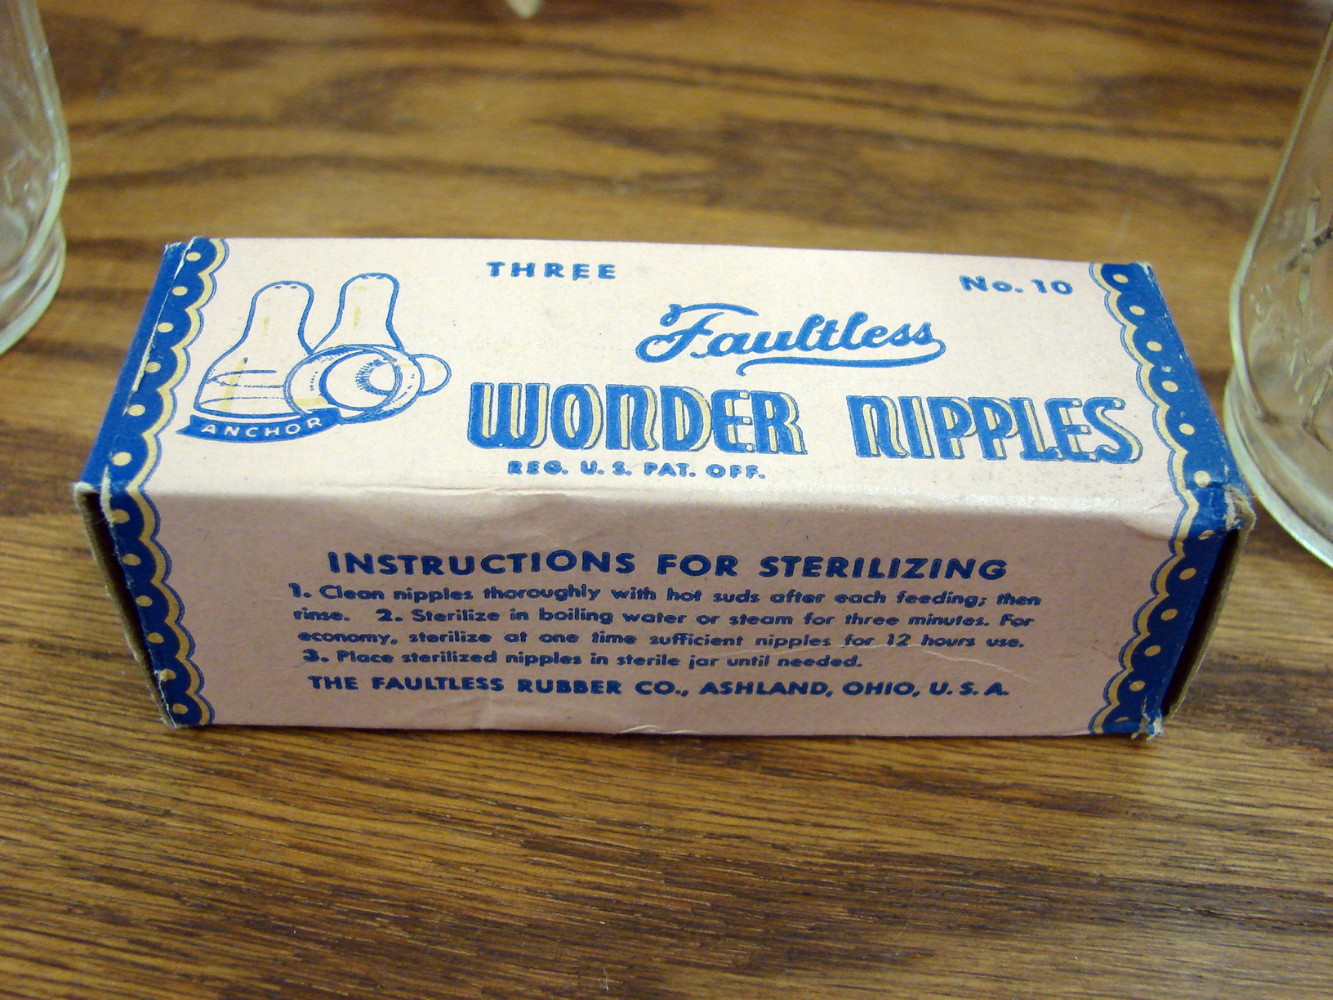 THREE
No. 10
Faultless
WONDER NIPPLES
REG. U. S. PAT. OFF.
ANCHOR
INSTRUCTIONS FOR STERILIZING
1. Clean nipples thoroughly with hot suds after each feeding; then
rinse. 2. Sterilize in boiling water or steam for three minutes. For
economy, sterilize at one time sufficient nipples for 12 hours use.
3. Place sterilized nipples in sterile jar until needed.
THE FAULTLESS RUBBER CO., ASHLAND, OHIO, U. S. A.